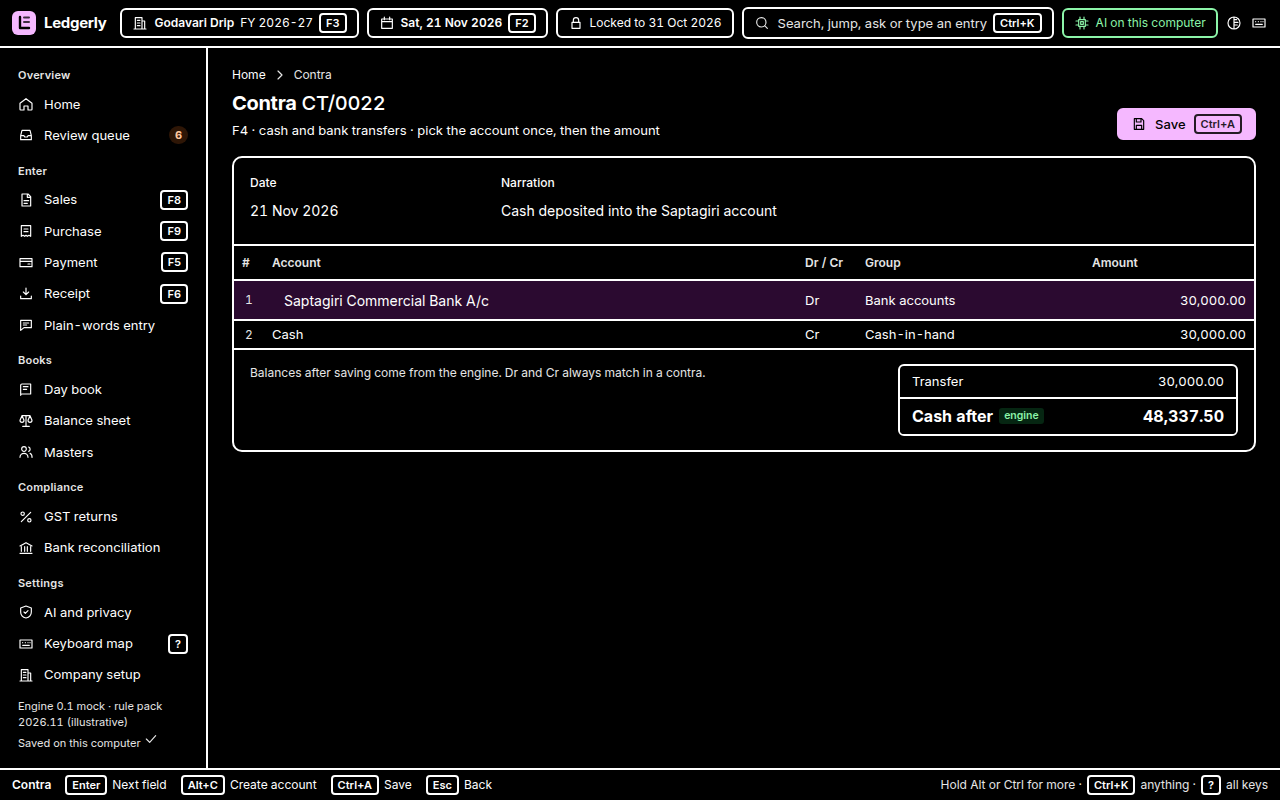 Ledgerly
Godavari Drip FY 2026-27 F3
Sat, 21 Nov 2026 F2
Locked to 31 Oct 2026
Search, jump, ask or type an entry Ctrl+K
AI on this computer
Overview
Home
Review queue 6
Enter
Sales F8
Purchase F9
Payment F5
Receipt F6
Plain-words entry
Books
Day book
Balance sheet
Masters
Compliance
GST returns
Bank reconciliation
Settings
AI and privacy
Keyboard map ?
Company setup
Engine 0.1 mock · rule pack
2026.11 (illustrative)
Saved on this computer
Home Contra
Contra CT/0022
F4 · cash and bank transfers · pick the account once, then the amount
Save Ctrl+A
Date Narration
21 Nov 2026 Cash deposited into the Saptagiri account
# Account Dr / Cr Group Amount
1 Saptagiri Commercial Bank A/c Dr Bank accounts 30,000.00
2 Cash Cr Cash-in-hand 30,000.00
Balances after saving come from the engine. Dr and Cr always match in a contra.
Transfer 30,000.00
Cash after engine 48,337.50
Contra Enter Next field Alt+C Create account Ctrl+A Save Esc Back
Hold Alt or Ctrl for more · Ctrl+K anything · ? all keys